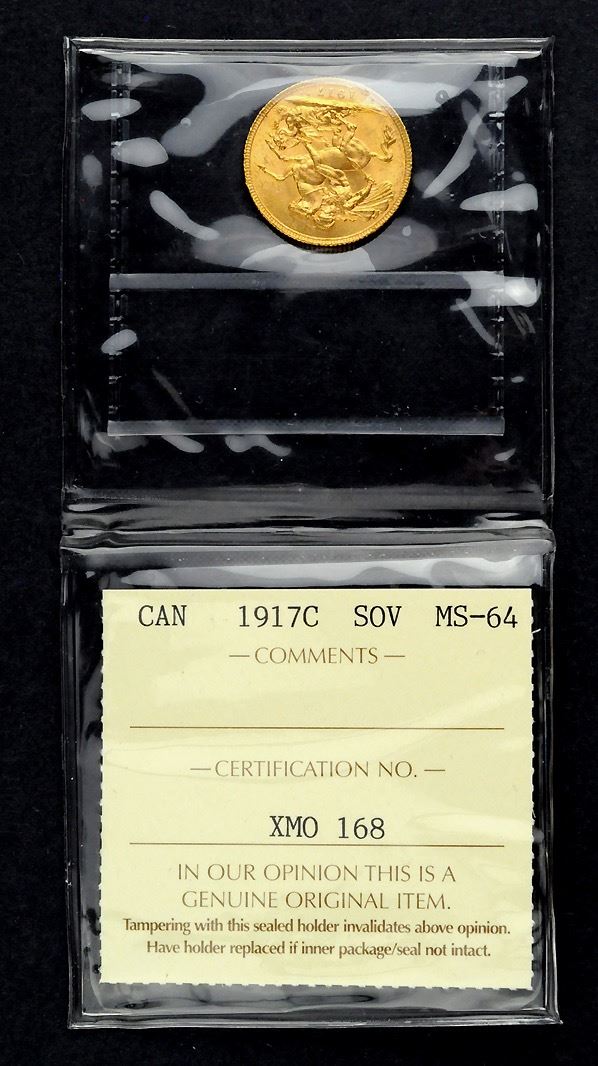 1917
CAN 1917C SOV MS-64
— COMMENTS —
— CERTIFICATION NO. —
XMO 168
IN OUR OPINION THIS IS A
GENUINE ORIGINAL ITEM.
Tampering with this sealed holder invalidates above opinion.
Have holder replaced if inner package/seal not intact.